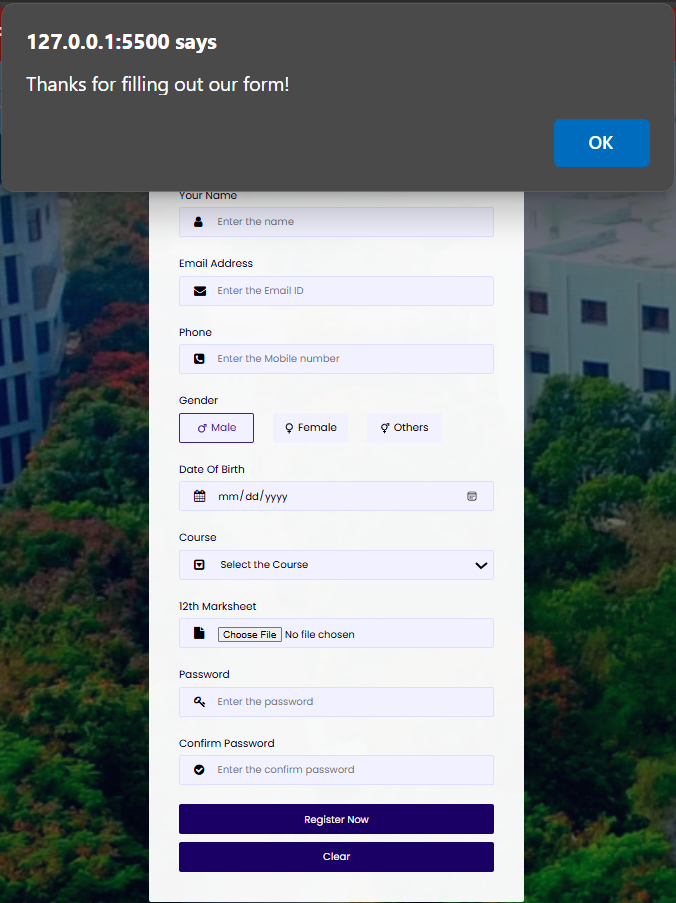 127.0.0.1:5500 says
Thanks for filling out our form!
OK
Your Name
Enter the name
Email Address
Enter the Email ID
Phone
Enter the Mobile number
Gender
Male Female Others
Date Of Birth
mm/dd/yyyy
Course
Select the Course
12th Marksheet
Choose File No file chosen
Password
Enter the password
Confirm Password
Enter the confirm password
Register Now
Clear